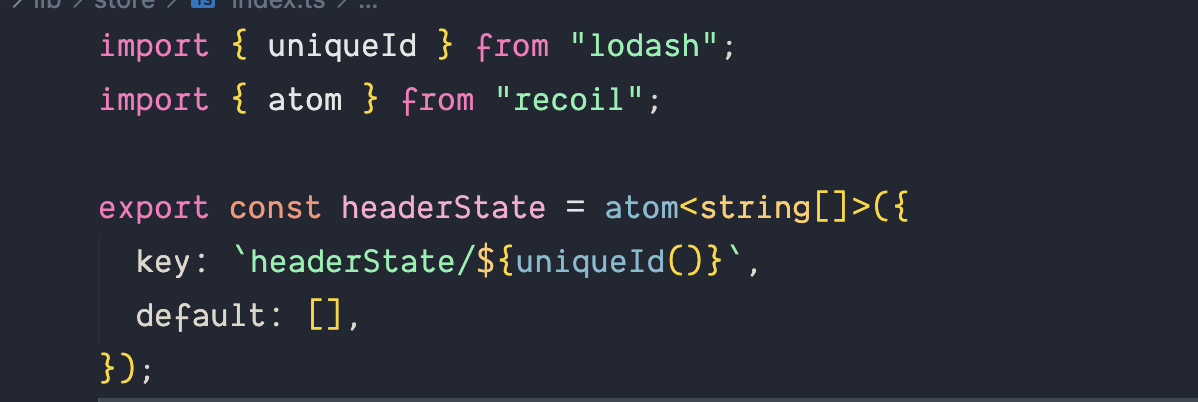 lib > store > TS index.ts > ...
import { uniqueId } from "lodash";
import { atom } from "recoil";
export const headerState = atom<string[]>({
key: `headerState/${uniqueId()}`,
default: [],
});